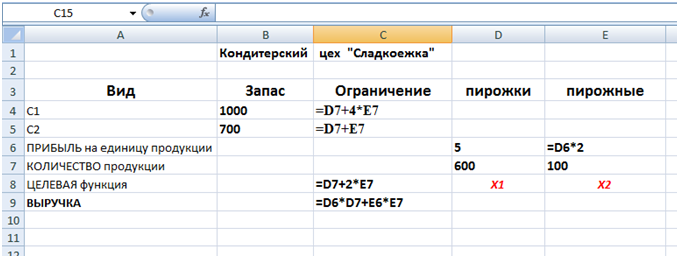 C15 fx
A B C D E
1 Кондитерский цех "Сладкоежка"
2
3 Вид Запас Ограничение пирожки пирожные
4 С1 1000 =D7+4*E7
5 С2 700 =D7+E7
6 ПРИБЫЛЬ на единицу продукции 5 =D6*2
7 КОЛИЧЕСТВО продукции 600 100
8 ЦЕЛЕВАЯ функция =D7+2*E7 X1 X2
9 ВЫРУЧКА =D6*D7+E6*E7
10
11
12